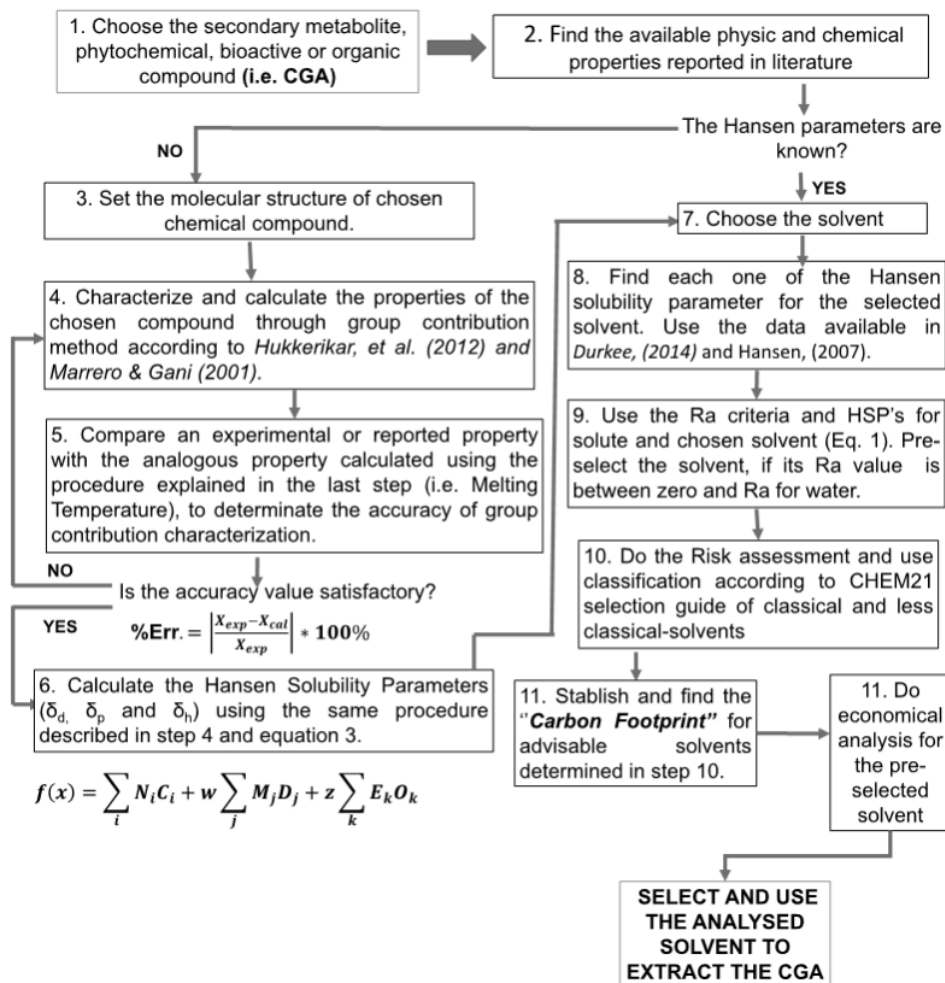 1. Choose the secondary metabolite,
phytochemical, bioactive or organic
compound (i.e. CGA)
2. Find the available physic and chemical
properties reported in literature
The Hansen parameters are
known?
NO
YES
3. Set the molecular structure of chosen
chemical compound.
4. Characterize and calculate the properties of the
chosen compound through group contribution
method according to Hukkerikar, et al. (2012) and
Marrero & Gani (2001).
5. Compare an experimental or reported property
with the analogous property calculated using the
procedure explained in the last step (i.e. Melting
Temperature), to determinate the accuracy of group
contribution characterization.
NO
Is the accuracy value satisfactory?
YES
%Err. = |X_exp−X_cal / X_exp| * 100%
6. Calculate the Hansen Solubility Parameters
(δd, δp and δh) using the same procedure
described in step 4 and equation 3.
f(x) = ∑i NiCi + w ∑j MjDj + z ∑k EkOk
7. Choose the solvent
8. Find each one of the Hansen
solubility parameter for the selected
solvent. Use the data available in
Durkee, (2014) and Hansen, (2007).
9. Use the Ra criteria and HSP's for
solute and chosen solvent (Eq. 1). Pre-
select the solvent, if its Ra value is
between zero and Ra for water.
10. Do the Risk assessment and use
classification according to CHEM21
selection guide of classical and less
classical-solvents
11. Stablish and find the
"Carbon Footprint" for
advisable solvents
determined in step 10.
11. Do
economical
analysis for
the pre-
selected
solvent
SELECT AND USE
THE ANALYSED
SOLVENT TO
EXTRACT THE CGA